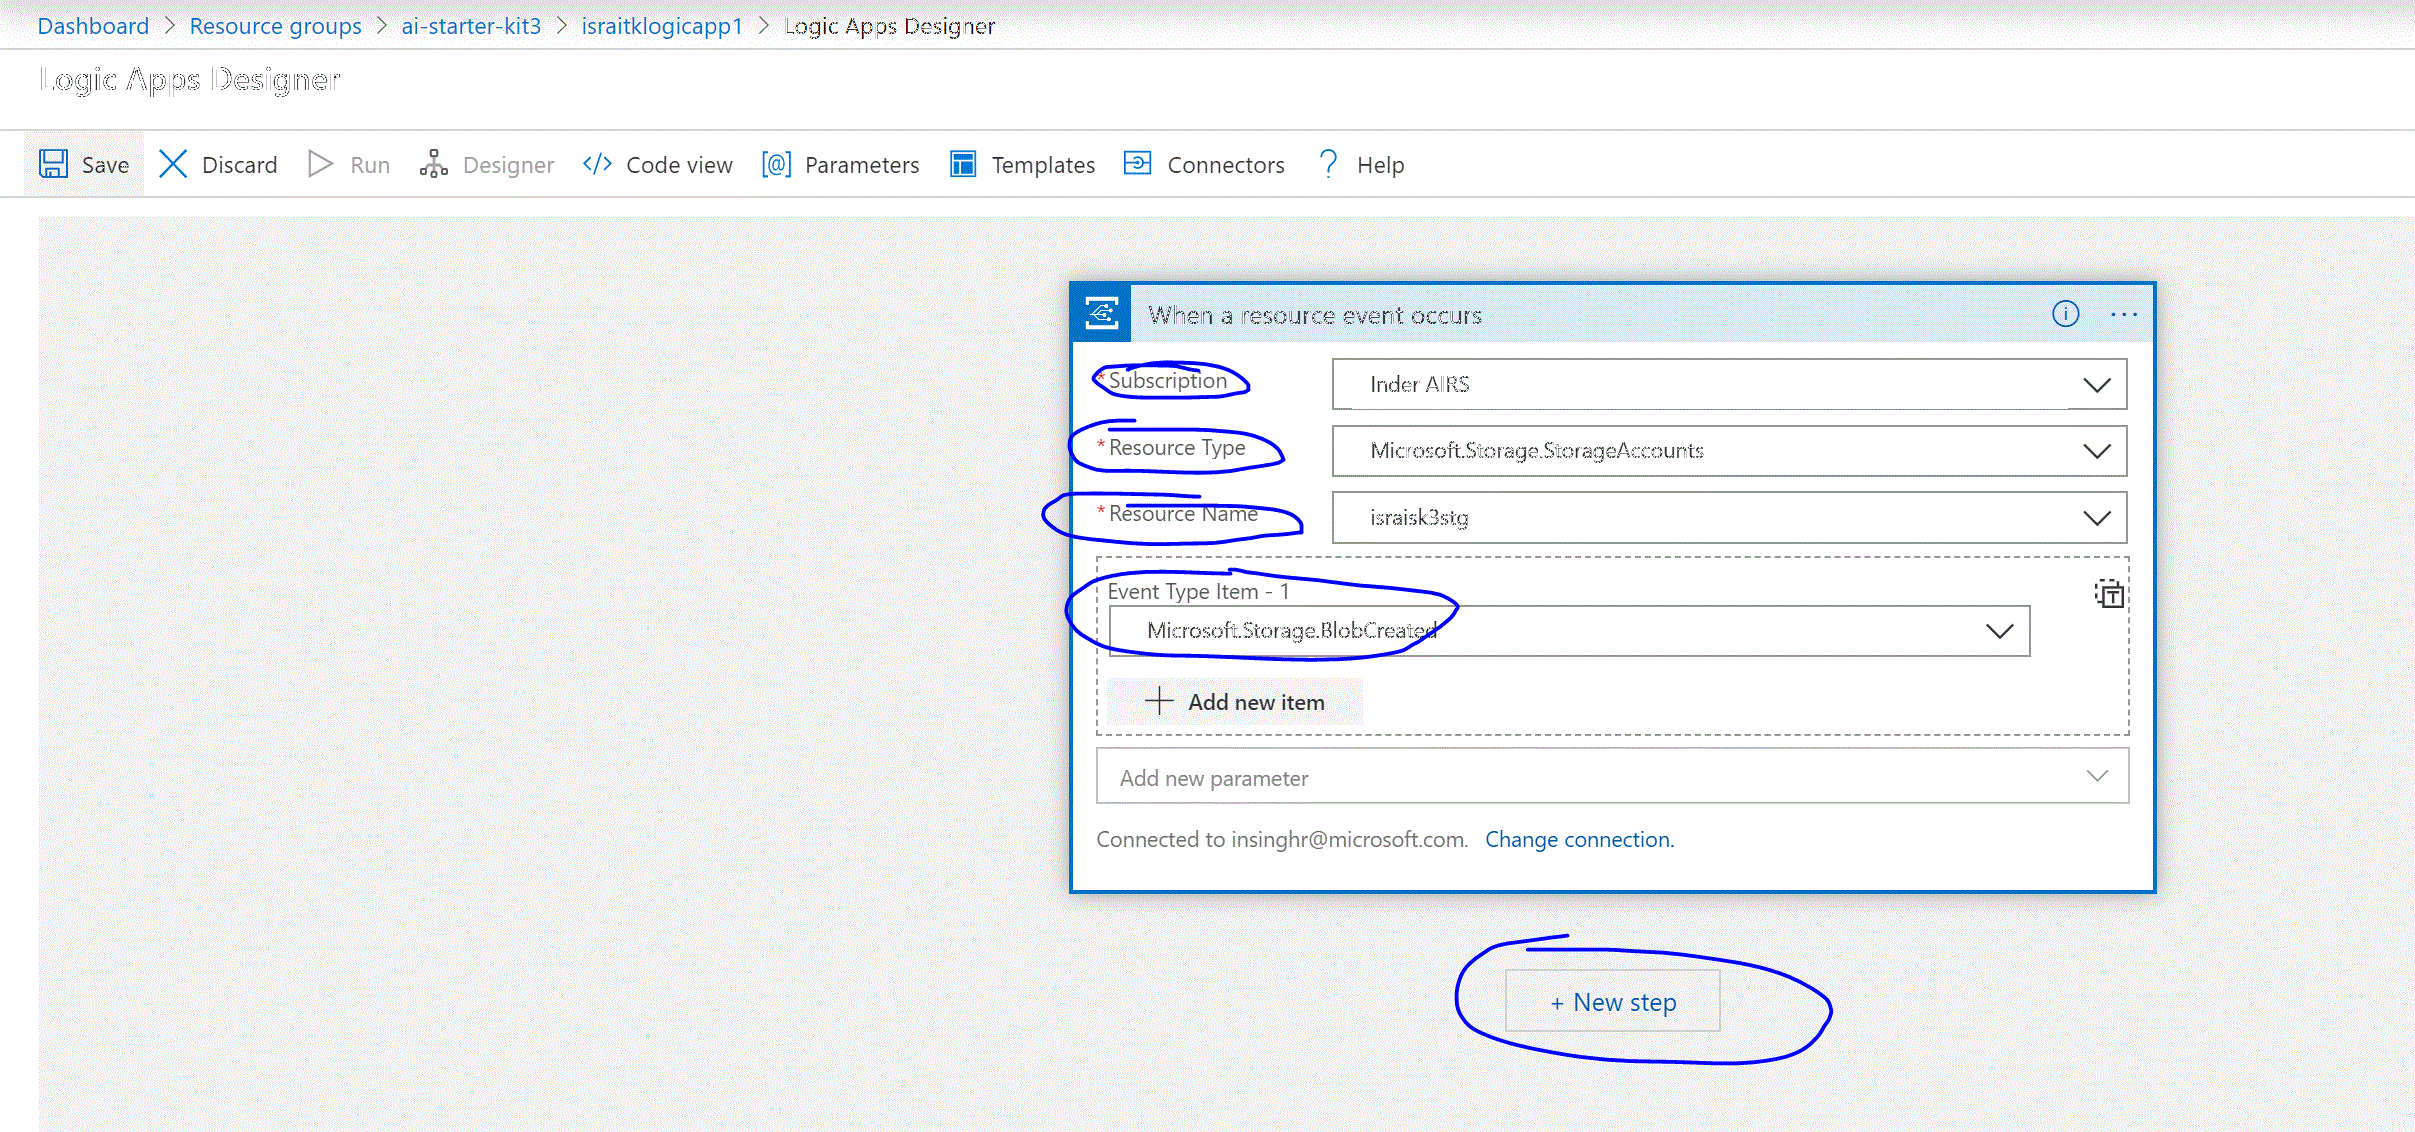 Dashboard > Resource groups > ai-starter-kit3 > israitklogicapp1 > Logic Apps Designer
Logic Apps Designer
Save Discard Run Designer </> Code view [@] Parameters Templates Connectors ? Help
When a resource event occurs
* Subscription Inder AIRS
* Resource Type Microsoft.Storage.StorageAccounts
* Resource Name israisk3stg
Event Type Item - 1
Microsoft.Storage.BlobCreated
+ Add new item
Add new parameter
Connected to insinghr@microsoft.com. Change connection.
+ New step